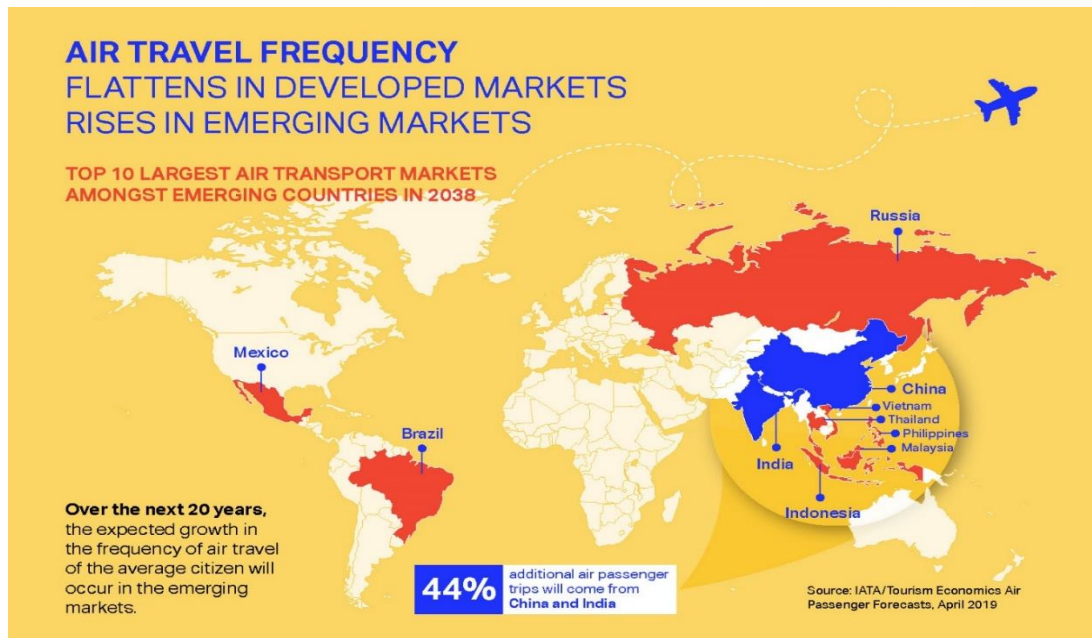 AIR TRAVEL FREQUENCY
FLATTENS IN DEVELOPED MARKETS
RISES IN EMERGING MARKETS
TOP 10 LARGEST AIR TRANSPORT MARKETS
AMONGST EMERGING COUNTRIES IN 2038
Russia
Mexico
China
Vietnam
Thailand
Philippines
Malaysia
Brazil
India
Indonesia
Over the next 20 years,
the expected growth in
the frequency of air travel
of the average citizen will
occur in the emerging
markets.
44%
additional air passenger
trips will come from
China and India
Source: IATA/Tourism Economics Air
Passenger Forecasts, April 2019